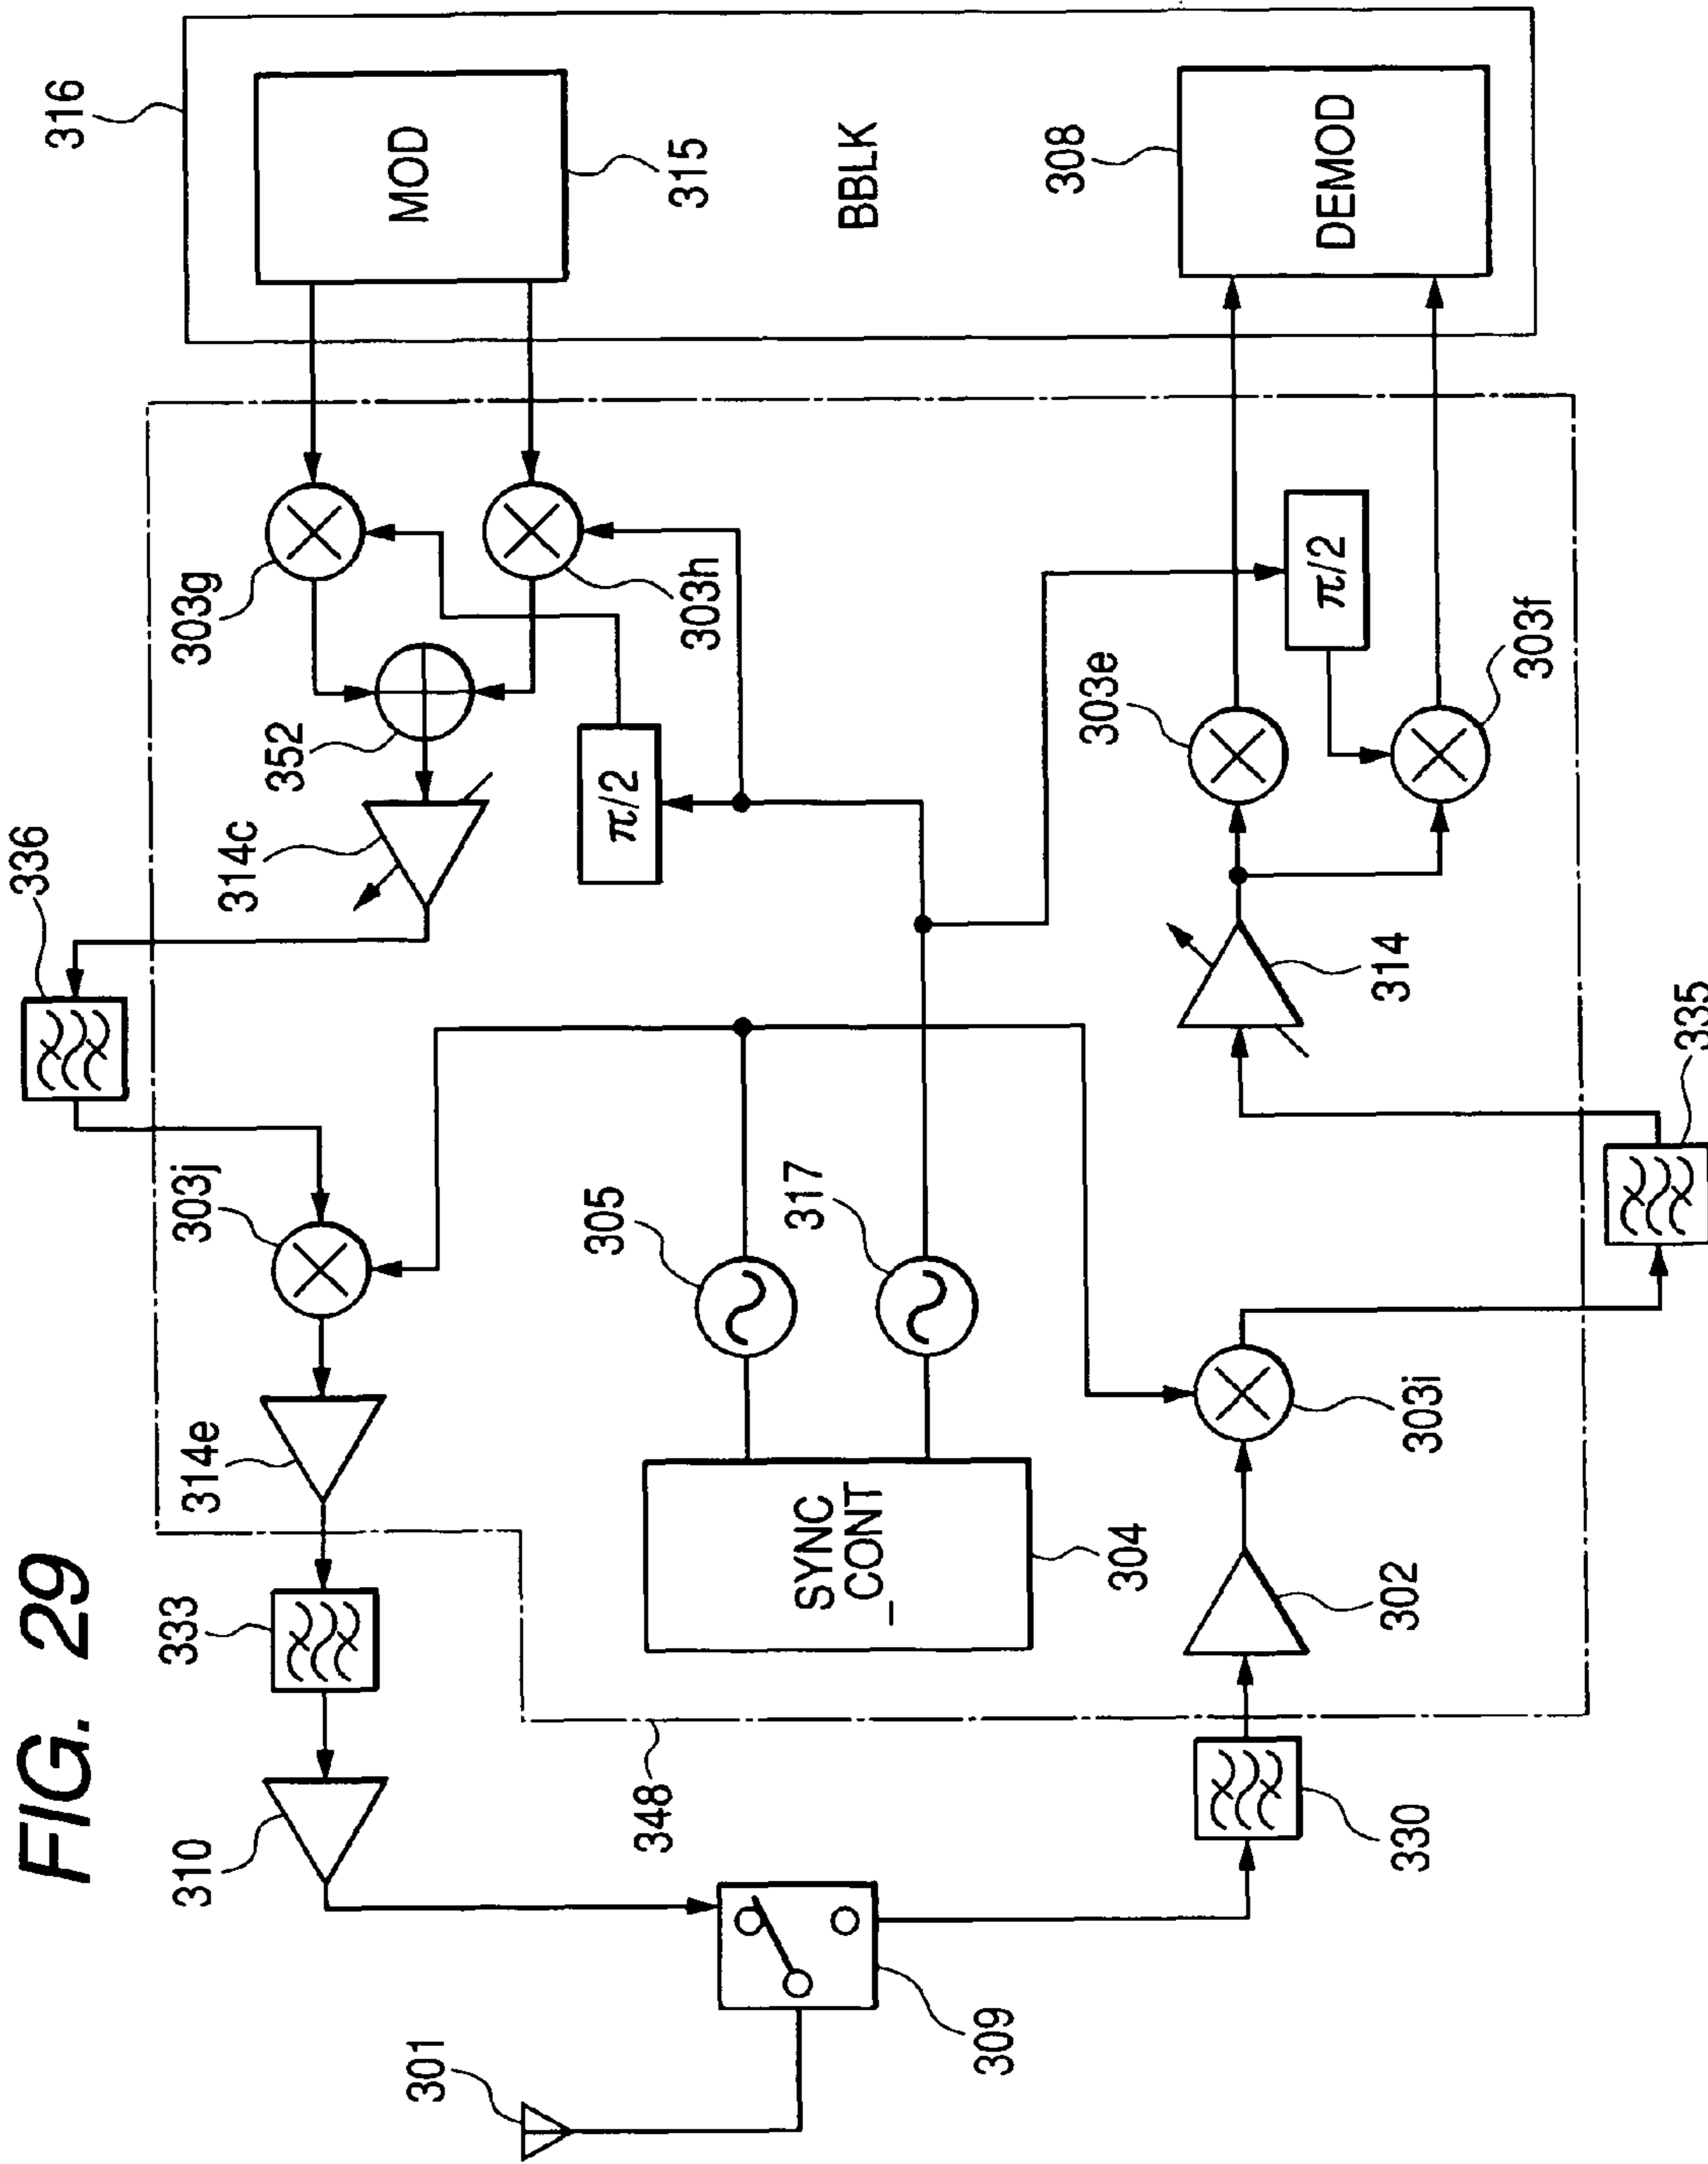 FIG. 29
301
309
310
333
314e
303j
336
314c
352
303g
303h
π/2
MOD
315
316
BBLK
308
DEMOD
348
SYNC
_CONT
304
305
317
330
302
303i
335
314
303e
303f
π/2